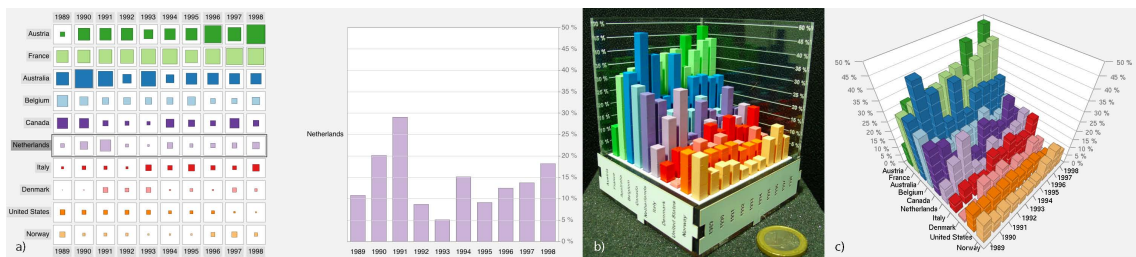 1989 1990 1991 1992 1993 1994 1995 1996 1997 1998
Austria
France
Australia
Belgium
Canada
Netherlands
Italy
Denmark
United States
Norway
1989 1990 1991 1992 1993 1994 1995 1996 1997 1998
a)
Netherlands
50 %
45 %
40 %
35 %
30 %
25 %
20 %
15 %
10 %
5 %
0 %
1989 1990 1991 1992 1993 1994 1995 1996 1997 1998
b)
50 %
45 %
40 %
35 %
30 %
25 %
20 %
15 %
10 %
5 %
0 %
50 %
45 %
40 %
35 %
30 %
25 %
20 %
15 %
10 %
5 %
0 %
Austria
France
Australia
Belgium
Canada
Netherlands
Italy
Denmark
United States
Norway
1998
1997
1996
1995
1994
1993
1992
1991
1990
1989
c)